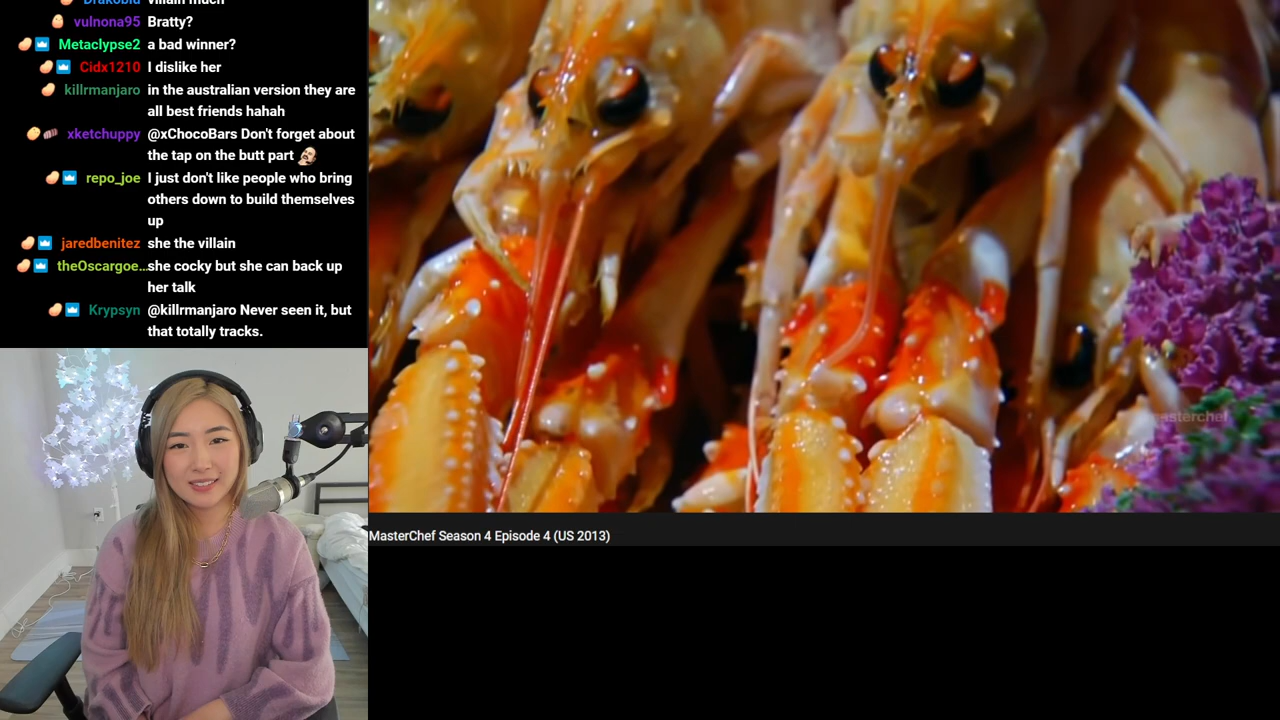 Drakobiu villain much
vulnona95 Bratty?
Metaclypse2 a bad winner?
Cidx1210 I dislike her
killrmanjaro in the australian version they are
all best friends hahah
xketchuppy @xChocoBars Don't forget about
the tap on the butt part
repo_joe I just don't like people who bring
others down to build themselves
up
jaredbenitez she the villain
theOscargoe… she cocky but she can back up
her talk
Krypsyn @killrmanjaro Never seen it, but
that totally tracks.
masterchef
MasterChef Season 4 Episode 4 (US 2013)